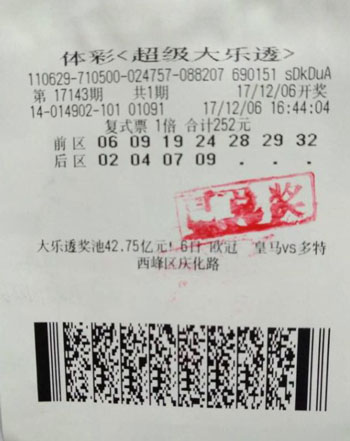 体彩<超级大乐透>
110629-710500-024757-088207 690151 sDkDuA
第 17143期 共1期 17/12/06开奖
14-014902-101 01091 17/12/06 16:44:04
复式票 1倍 合计252元
前区 06 09 19 24 28 29 32
后区 02 04 07 09 . . .
已兑奖
大乐透奖池42.75亿元! 6日 欧冠 皇马vs多特
西峰区庆化路